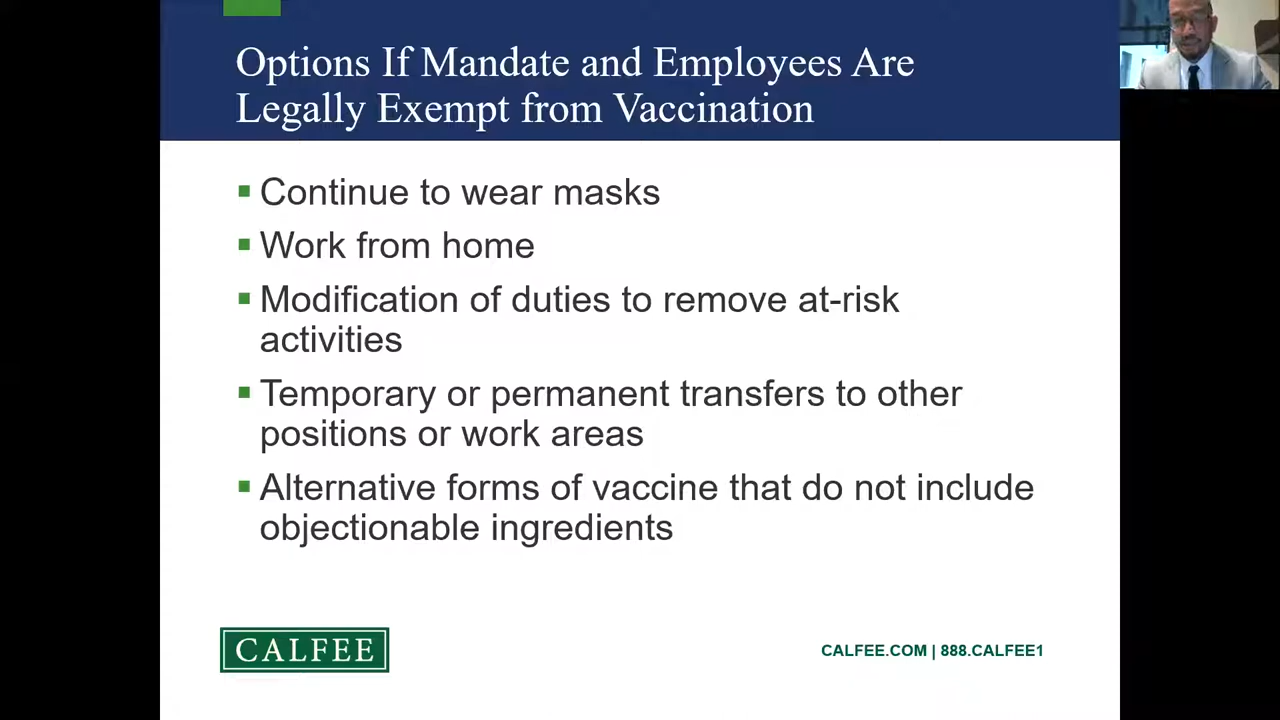 Options If Mandate and Employees Are
Legally Exempt from Vaccination
▪ Continue to wear masks
▪ Work from home
▪ Modification of duties to remove at-risk
activities
▪ Temporary or permanent transfers to other
positions or work areas
▪ Alternative forms of vaccine that do not include
objectionable ingredients
CALFEE
CALFEE.COM | 888.CALFEE1